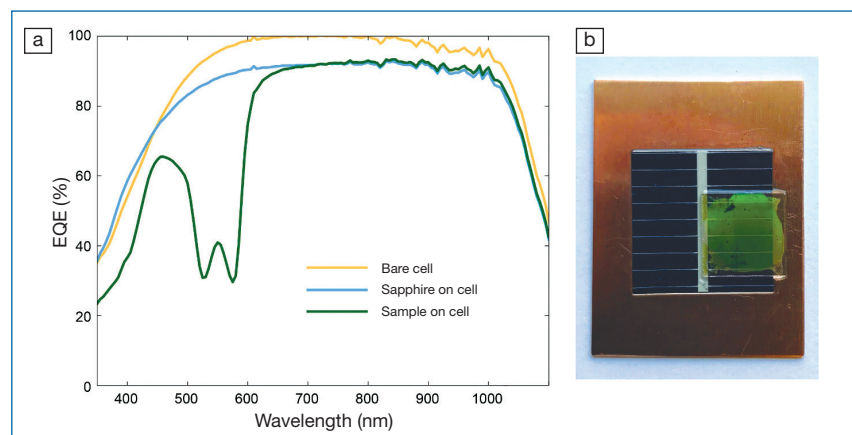 a
b
100
80
60
40
20
0
EQE (%)
Bare cell
Sapphire on cell
Sample on cell
400 500 600 700 800 900 1000
Wavelength (nm)